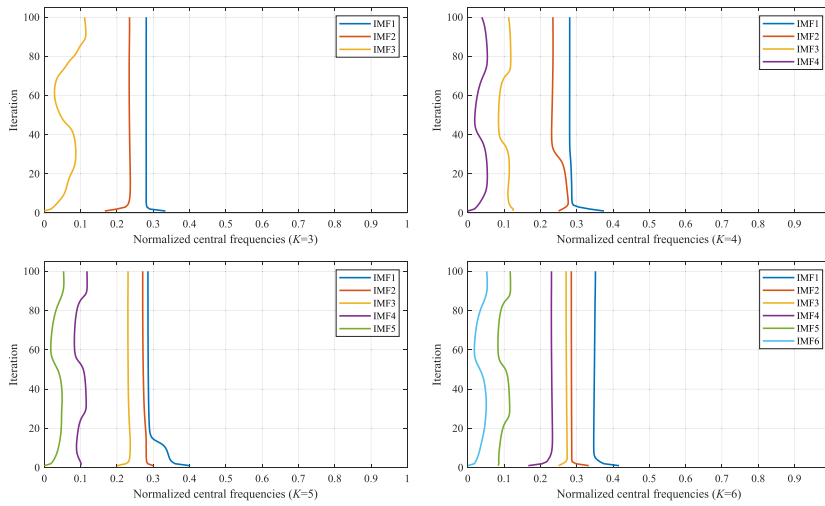 100
80
60
40
20
0
Iteration
IMF1
IMF2
IMF3
0 0.1 0.2 0.3 0.4 0.5 0.6 0.7 0.8 0.9 1
Normalized central frequencies (K=3)
100
80
60
40
20
0
Iteration
IMF1
IMF2
IMF3
IMF4
0 0.1 0.2 0.3 0.4 0.5 0.6 0.7 0.8 0.9
Normalized central frequencies (K=4)
100
80
60
40
20
0
Iteration
IMF1
IMF2
IMF3
IMF4
IMF5
0 0.1 0.2 0.3 0.4 0.5 0.6 0.7 0.8 0.9 1
Normalized central frequencies (K=5)
100
80
60
40
20
0
Iteration
IMF1
IMF2
IMF3
IMF4
IMF5
IMF6
0 0.1 0.2 0.3 0.4 0.5 0.6 0.7 0.8 0.9
Normalized central frequencies (K=6)